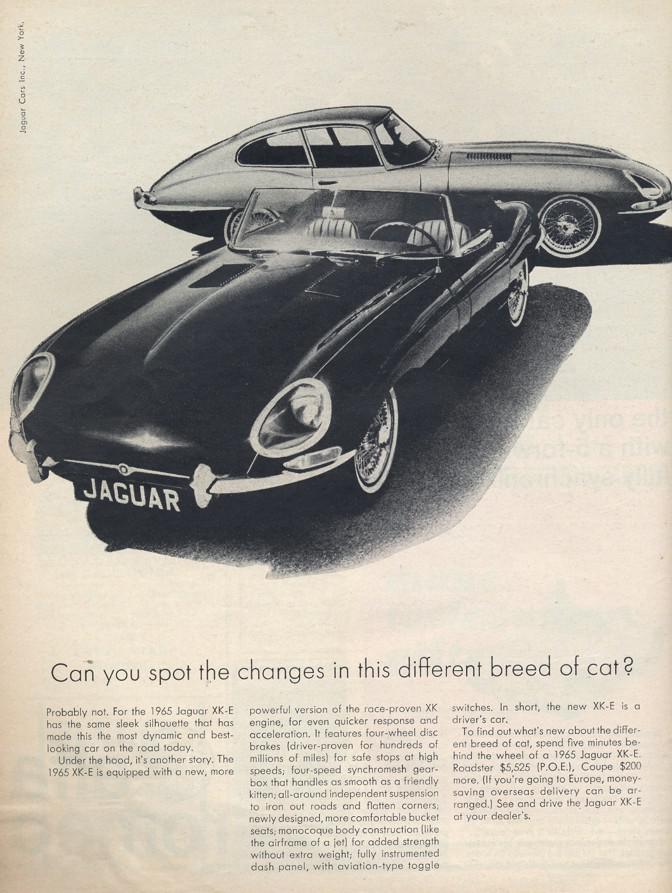 Jaguar Cars Inc., New York,
JAGUAR
Can you spot the changes in this different breed of cat?
Probably not. For the 1965 Jaguar XK-E
has the same sleek silhouette that has
made this the most dynamic and best-
looking car on the road today.
Under the hood, it's another story. The
1965 XK-E is equipped with a new, more
powerful version of the race-proven XK
engine, for even quicker response and
acceleration. It features four-wheel disc
brakes (driver-proven for hundreds of
millions of miles) for safe stops at high
speeds; four-speed synchromesh gear-
box that handles as smooth as a friendly
kitten; all-around independent suspension
to iron out roads and flatten corners;
newly designed, more comfortable bucket
seats; monocoque body construction (like
the airframe of a jet) for added strength
without extra weight; fully instrumented
dash panel, with aviation-type toggle
switches. In short, the new XK-E is a
driver's car.
To find out what's new about the differ-
ent breed of cat, spend five minutes be-
hind the wheel of a 1965 Jaguar XK-E.
Roadster $5,525 (P.O.E.), Coupe $200
more. (If you're going to Europe, money-
saving overseas delivery can be ar-
ranged.) See and drive the Jaguar XK-E
at your dealer's.